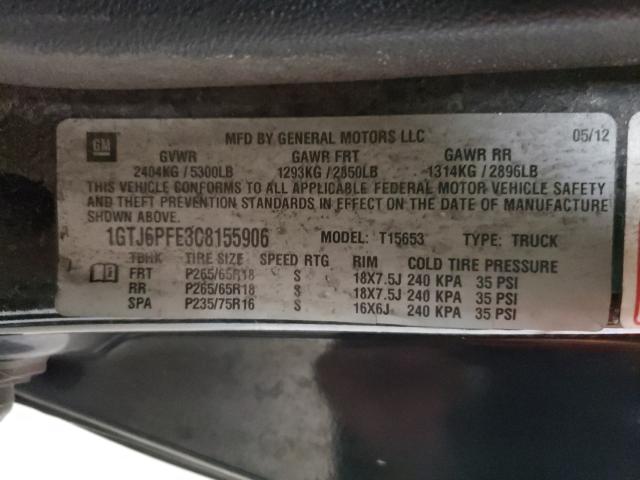 GM MFD BY GENERAL MOTORS LLC 05/12
GVWR GAWR FRT GAWR RR
2404KG / 5300LB 1293KG / 2850LB 1314KG / 2896LB
THIS VEHICLE CONFORMS TO ALL APPLICABLE FEDERAL MOTOR VEHICLE SAFETY
AND THEFT PREVENTION STANDARDS IN EFFECT ON THE DATE OF MANUFACTURE
SHOWN ABOVE.
1GTJ6PFE3C8155906 MODEL: T15653 TYPE: TRUCK
TIRE SIZE SPEED RTG RIM COLD TIRE PRESSURE
FRT P265/65R18 S 18X7.5J 240 KPA 35 PSI
RR P265/65R18 S 18X7.5J 240 KPA 35 PSI
SPA P235/75R16 S 16X6J 240 KPA 35 PSI